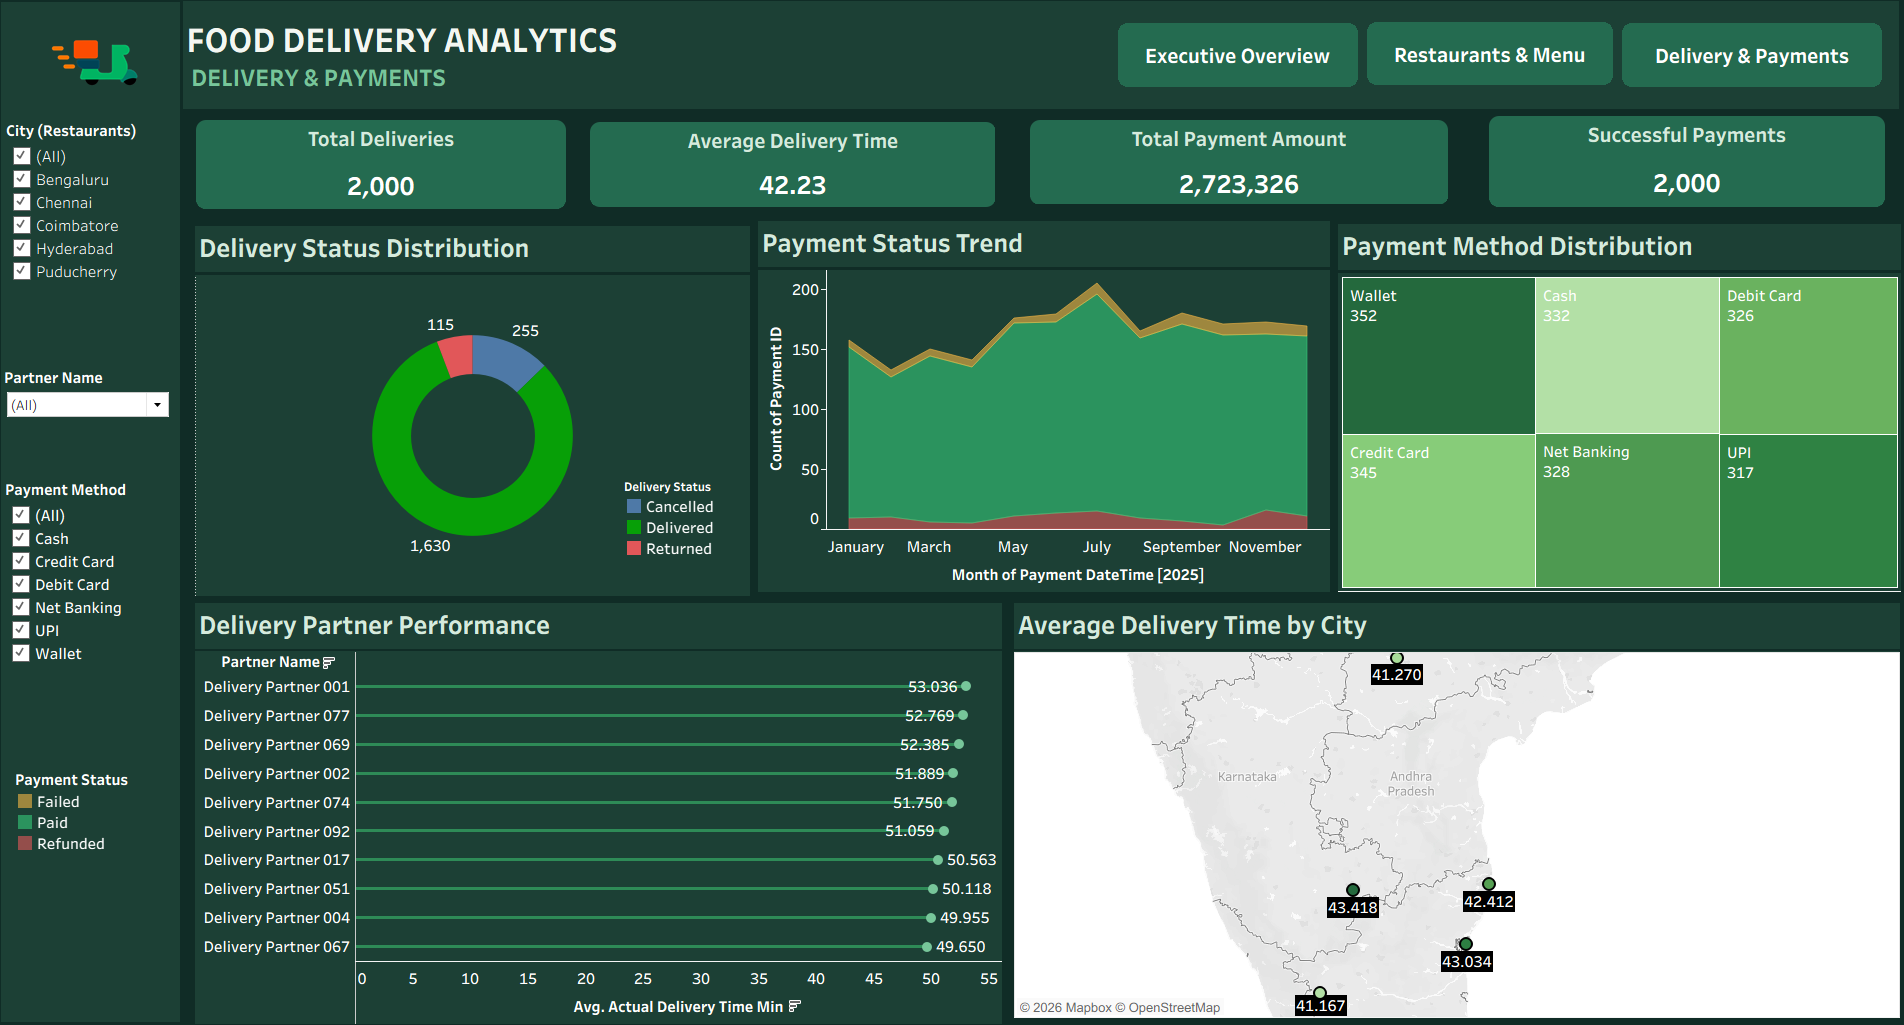 FOOD DELIVERY ANALYTICS
DELIVERY & PAYMENTS
Executive Overview
Restaurants & Menu
Delivery & Payments
City (Restaurants)
(All)
Bengaluru
Chennai
Coimbatore
Hyderabad
Puducherry
Partner Name
(All)
Payment Method
(All)
Cash
Credit Card
Debit Card
Net Banking
UPI
Wallet
Payment Status
Failed
Paid
Refunded
Total Deliveries
2,000
Average Delivery Time
42.23
Total Payment Amount
2,723,326
Successful Payments
2,000
Delivery Status Distribution
115
255
1,630
Delivery Status
Cancelled
Delivered
Returned
Payment Status Trend
Count of Payment ID
200
150
100
50
0
January March May July September November
Month of Payment DateTime [2025]
Payment Method Distribution
Wallet
352
Cash
332
Debit Card
326
Credit Card
345
Net Banking
328
UPI
317
Delivery Partner Performance
Partner Name
Delivery Partner 001 53.036
Delivery Partner 077 52.769
Delivery Partner 069 52.385
Delivery Partner 002 51.889
Delivery Partner 074 51.750
Delivery Partner 092 51.059
Delivery Partner 017 50.563
Delivery Partner 051 50.118
Delivery Partner 004 49.955
Delivery Partner 067 49.650
0 5 10 15 20 25 30 35 40 45 50 55
Avg. Actual Delivery Time Min
Average Delivery Time by City
41.270
Karnataka
Andhra
Pradesh
43.418
42.412
43.034
41.167
© 2026 Mapbox © OpenStreetMap